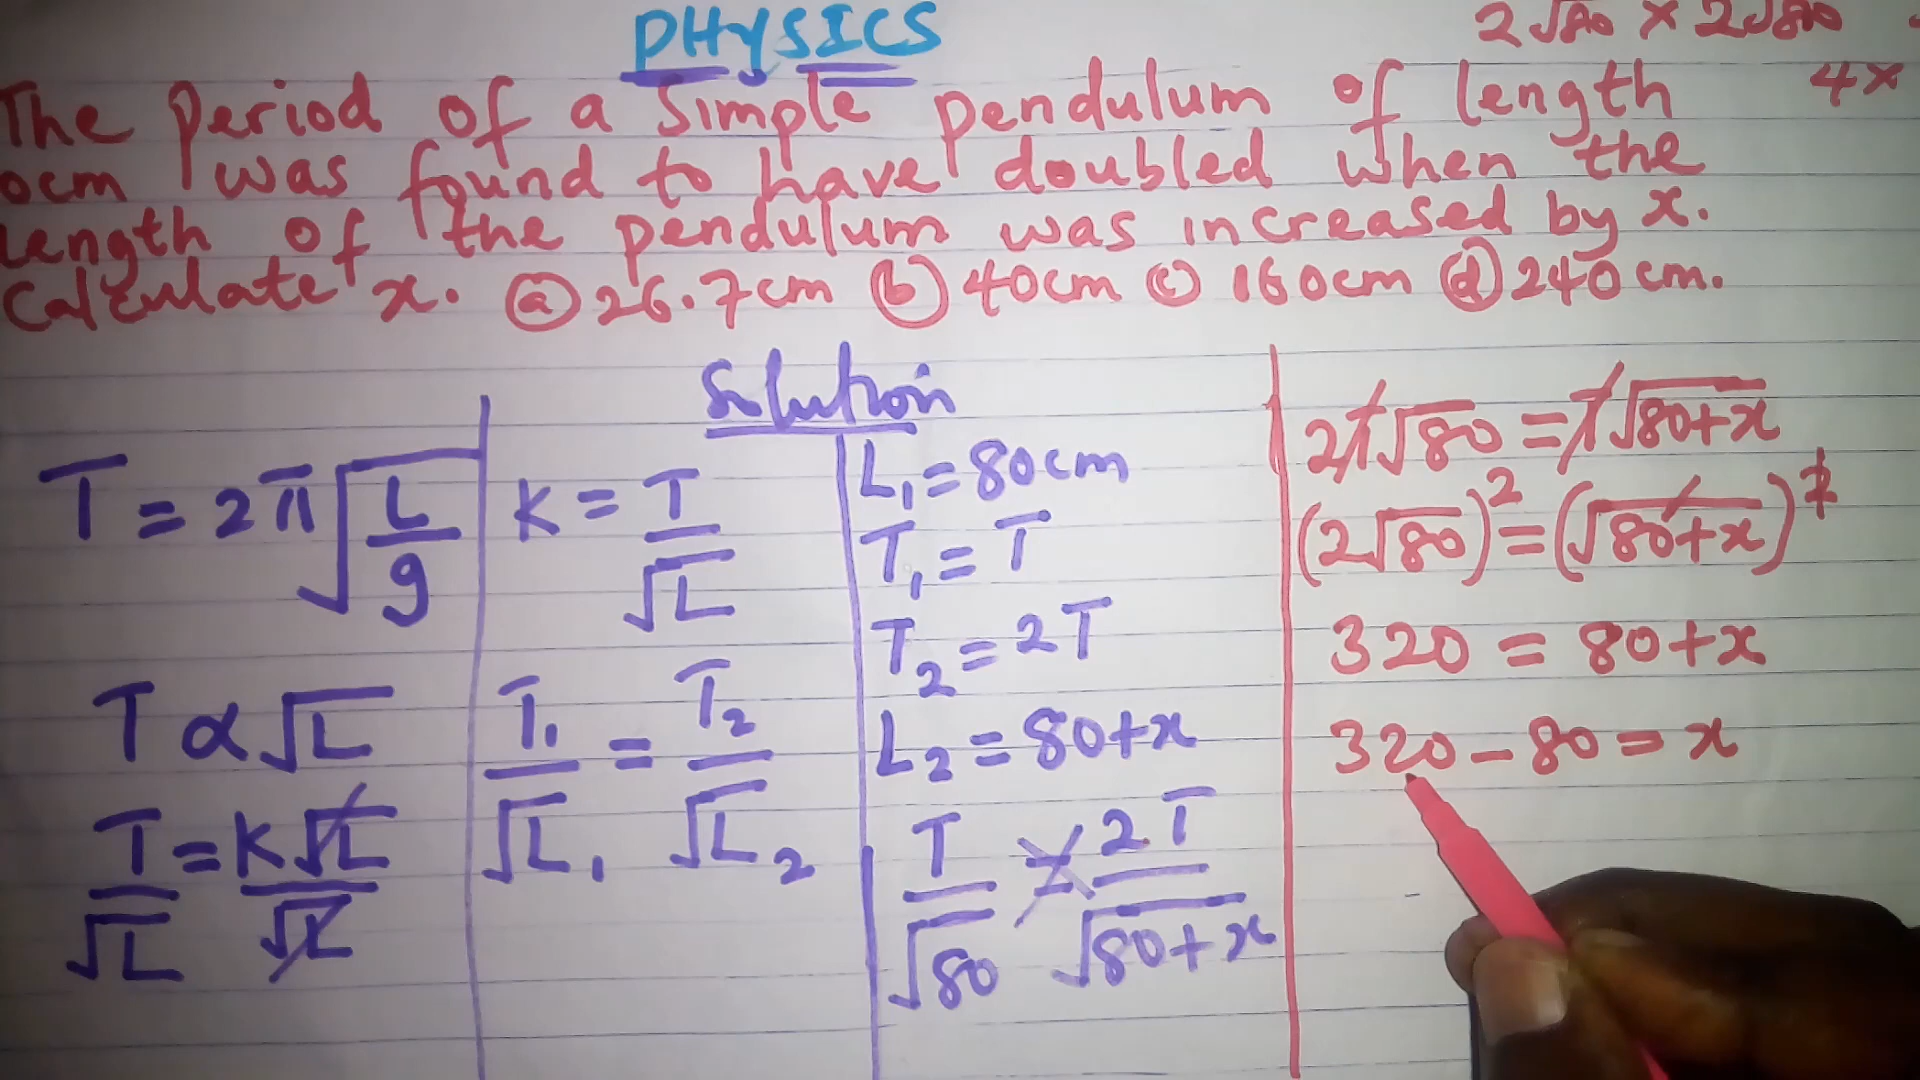 PHYSICS
2√80 × 2√80
4×
The Period of a Simple pendulum of length
0cm was found to have doubled when the
length of the pendulum was increased by x.
Calculate x. (a) 26.7cm (b) 40cm (c) 160cm (d) 240cm.
Solution
T = 2π√(L/g)
T ∝ √L
T/√L = K√L/√L
K = T/√L
T₁/√L₁ = T₂/√L₂
L₁ = 80cm
T₁ = T
T₂ = 2T
L₂ = 80+x
T/√80 = 2T/√80+x
2T√80 = T√80+x
(2√80)² = (√80+x)²
320 = 80+x
320 - 80 = x